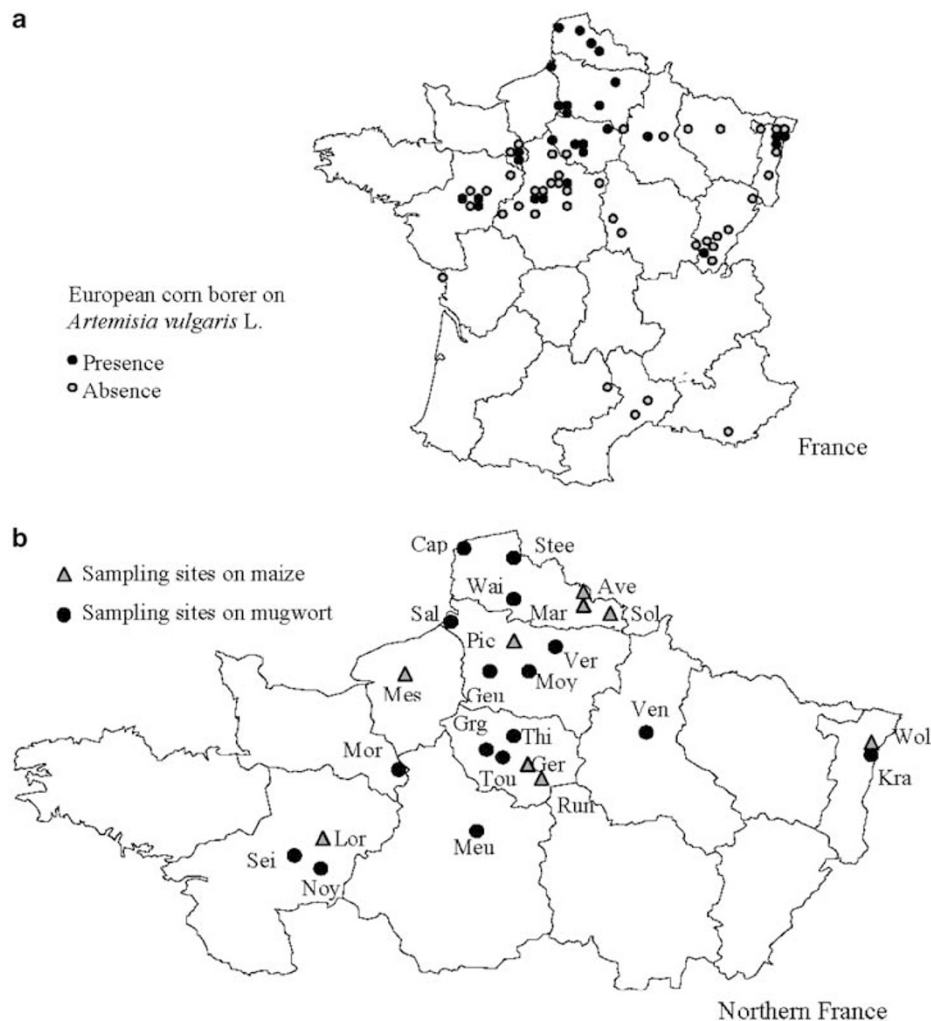 a
European corn borer on
Artemisia vulgaris L.
Presence
Absence
France
b
Sampling sites on maize
Sampling sites on mugwort
Cap
Stee
Wai
Ave
Mar
Sol
Sal
Pic
Ver
Mes
Geu
Moy
Grg
Ven
Thi
Wol
Mor
Tou
Ger
Kra
Run
Lor
Meu
Sei
Noy
Northern France